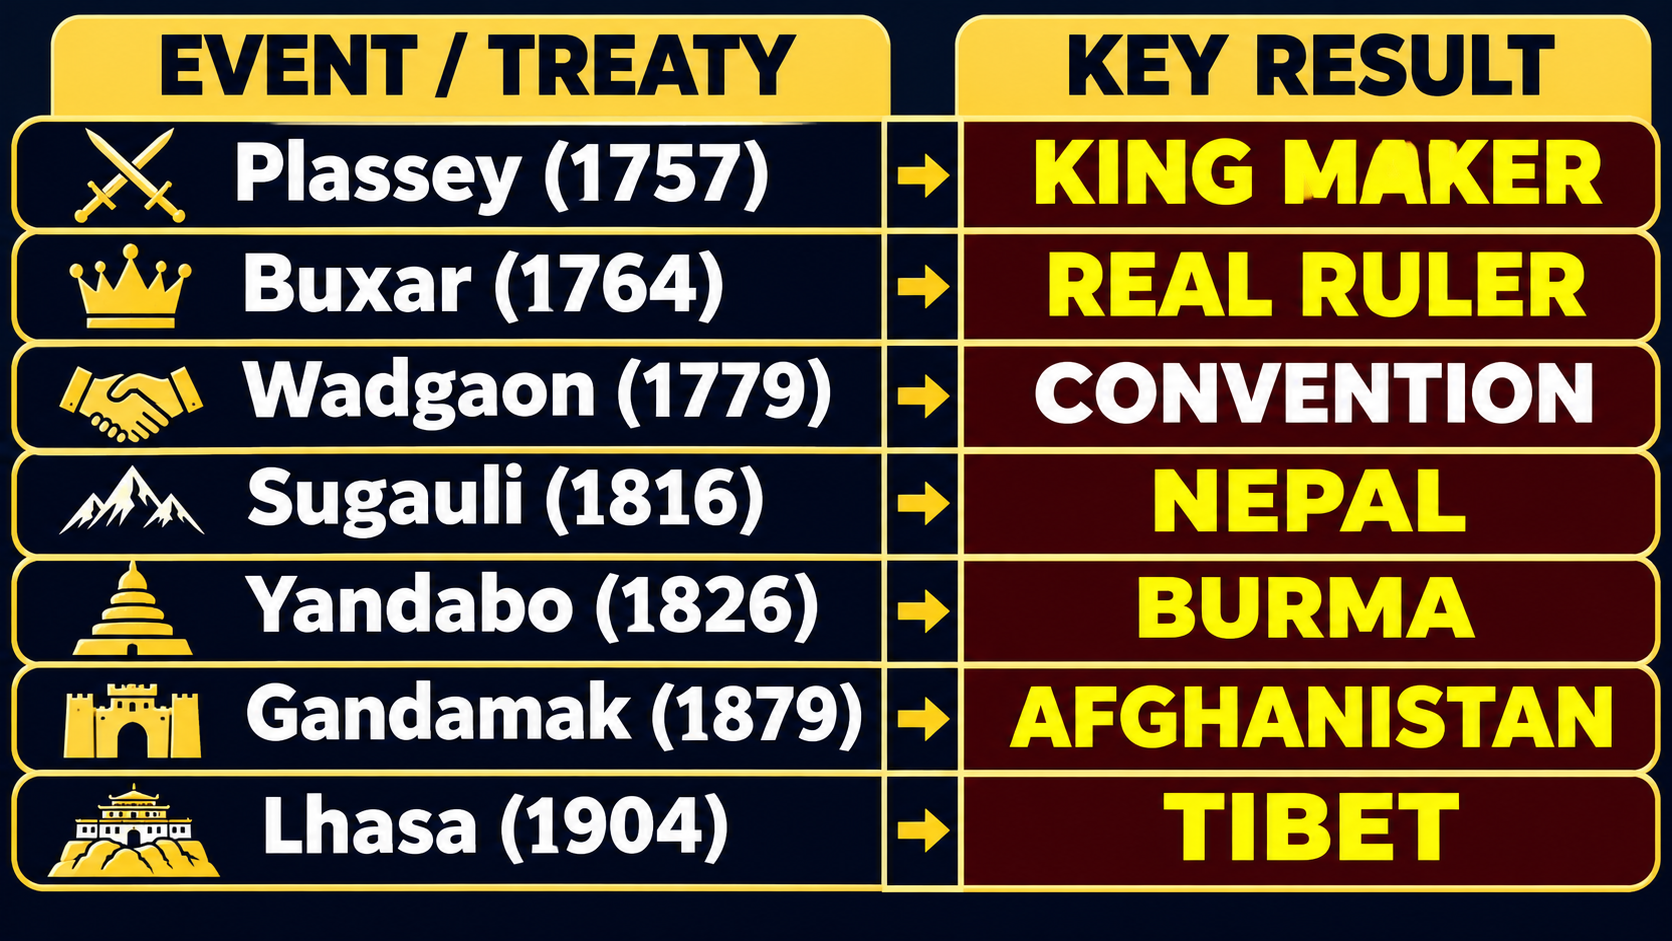 EVENT / TREATY KEY RESULT
Plassey (1757) KING MAKER
Buxar (1764) REAL RULER
Wadgaon (1779) CONVENTION
Sugauli (1816) NEPAL
Yandabo (1826) BURMA
Gandamak (1879) AFGHANISTAN
Lhasa (1904) TIBET